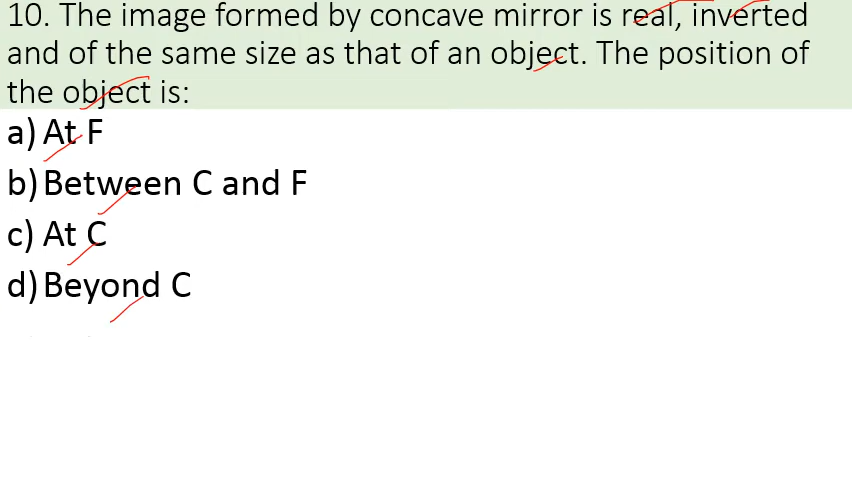 10. The image formed by concave mirror is real, inverted
and of the same size as that of an object. The position of
the object is:
a) At F
b) Between C and F
c) At C
d) Beyond C